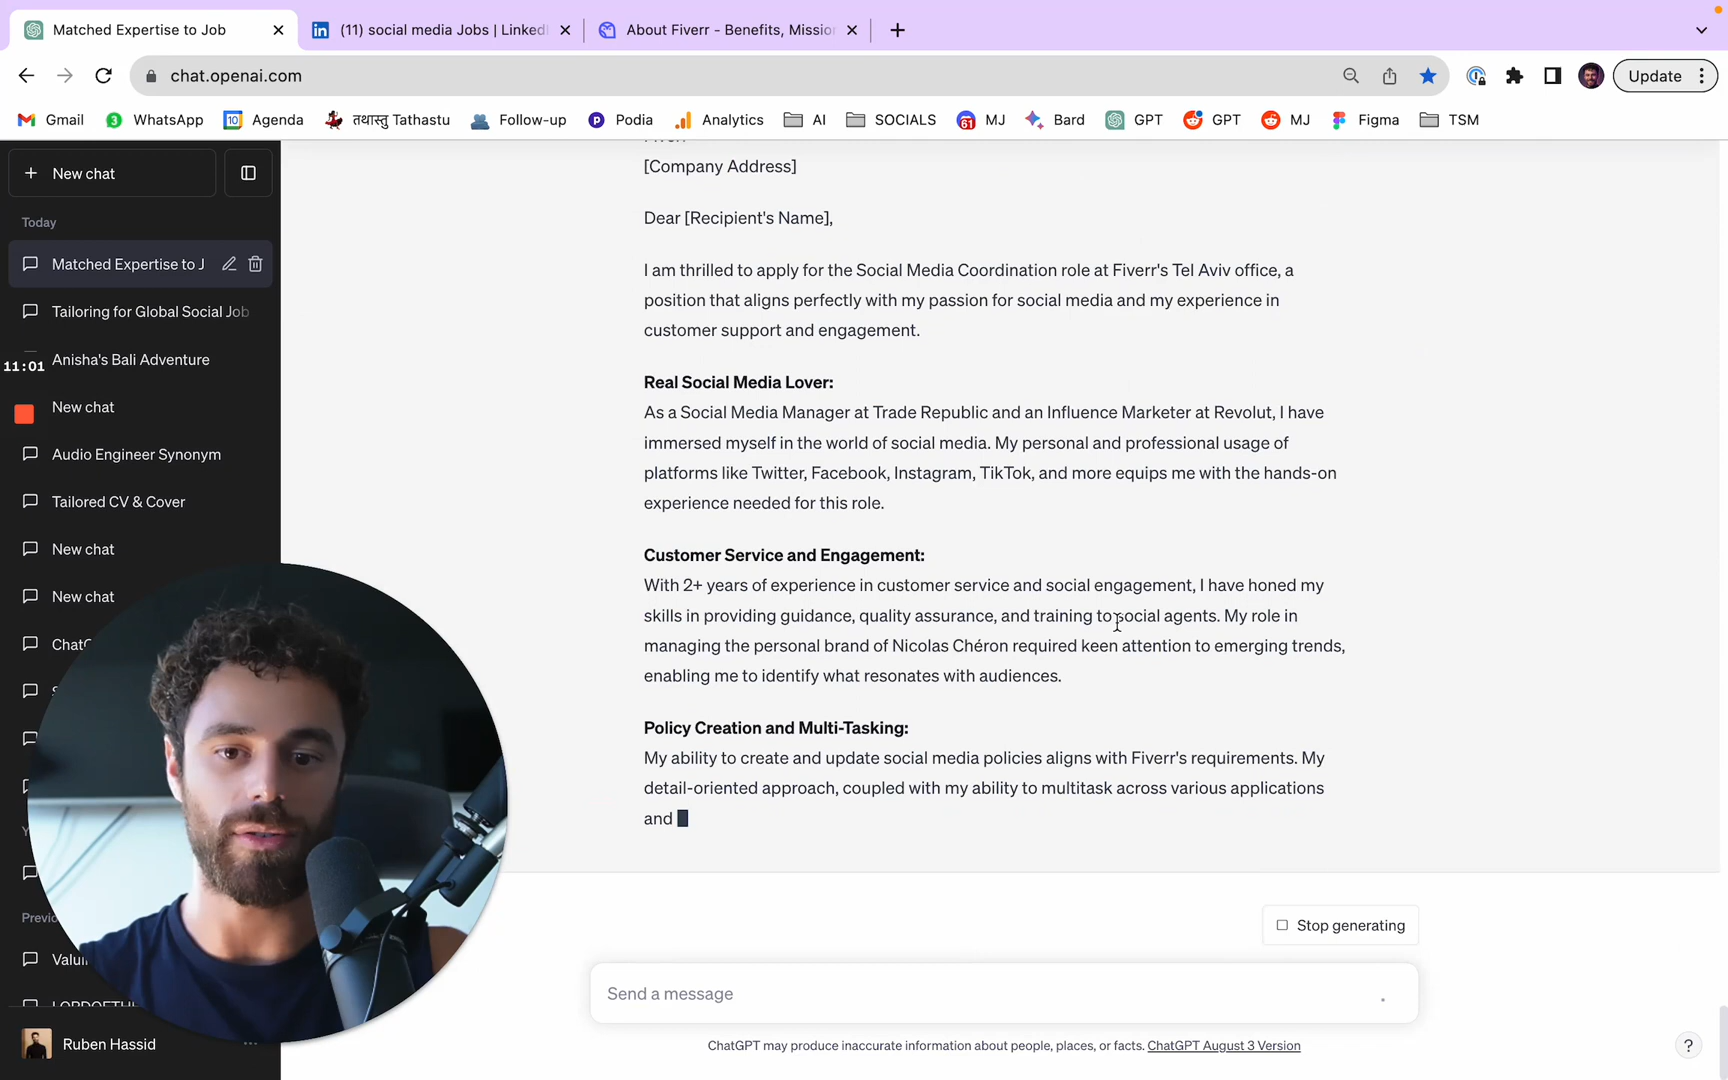 Matched Expertise to Job
(11) social media Jobs | LinkedI
About Fiverr - Benefits, Mission
chat.openai.com
Update
Gmail
3
WhatsApp
10
Agenda
तथास्तु Tathastu
Follow-up
Podia
Analytics
AI
SOCIALS
61
MJ
Bard
GPT
GPT
MJ
Figma
TSM
New chat
Today
Matched Expertise to J
Tailoring for Global Social Job
11:01
Anisha's Bali Adventure
New chat
Audio Engineer Synonym
Tailored CV & Cover
New chat
New chat
ChatG
Previo
Ruben Hassid
[Company Address]
Dear [Recipient's Name],
I am thrilled to apply for the Social Media Coordination role at Fiverr's Tel Aviv office, a
position that aligns perfectly with my passion for social media and my experience in
customer support and engagement.
Real Social Media Lover:
As a Social Media Manager at Trade Republic and an Influence Marketer at Revolut, I have
immersed myself in the world of social media. My personal and professional usage of
platforms like Twitter, Facebook, Instagram, TikTok, and more equips me with the hands-on
experience needed for this role.
Customer Service and Engagement:
With 2+ years of experience in customer service and social engagement, I have honed my
skills in providing guidance, quality assurance, and training to social agents. My role in
managing the personal brand of Nicolas Chéron required keen attention to emerging trends,
enabling me to identify what resonates with audiences.
Policy Creation and Multi-Tasking:
My ability to create and update social media policies aligns with Fiverr's requirements. My
detail-oriented approach, coupled with my ability to multitask across various applications
and
Stop generating
Send a message
ChatGPT may produce inaccurate information about people, places, or facts. ChatGPT August 3 Version
?